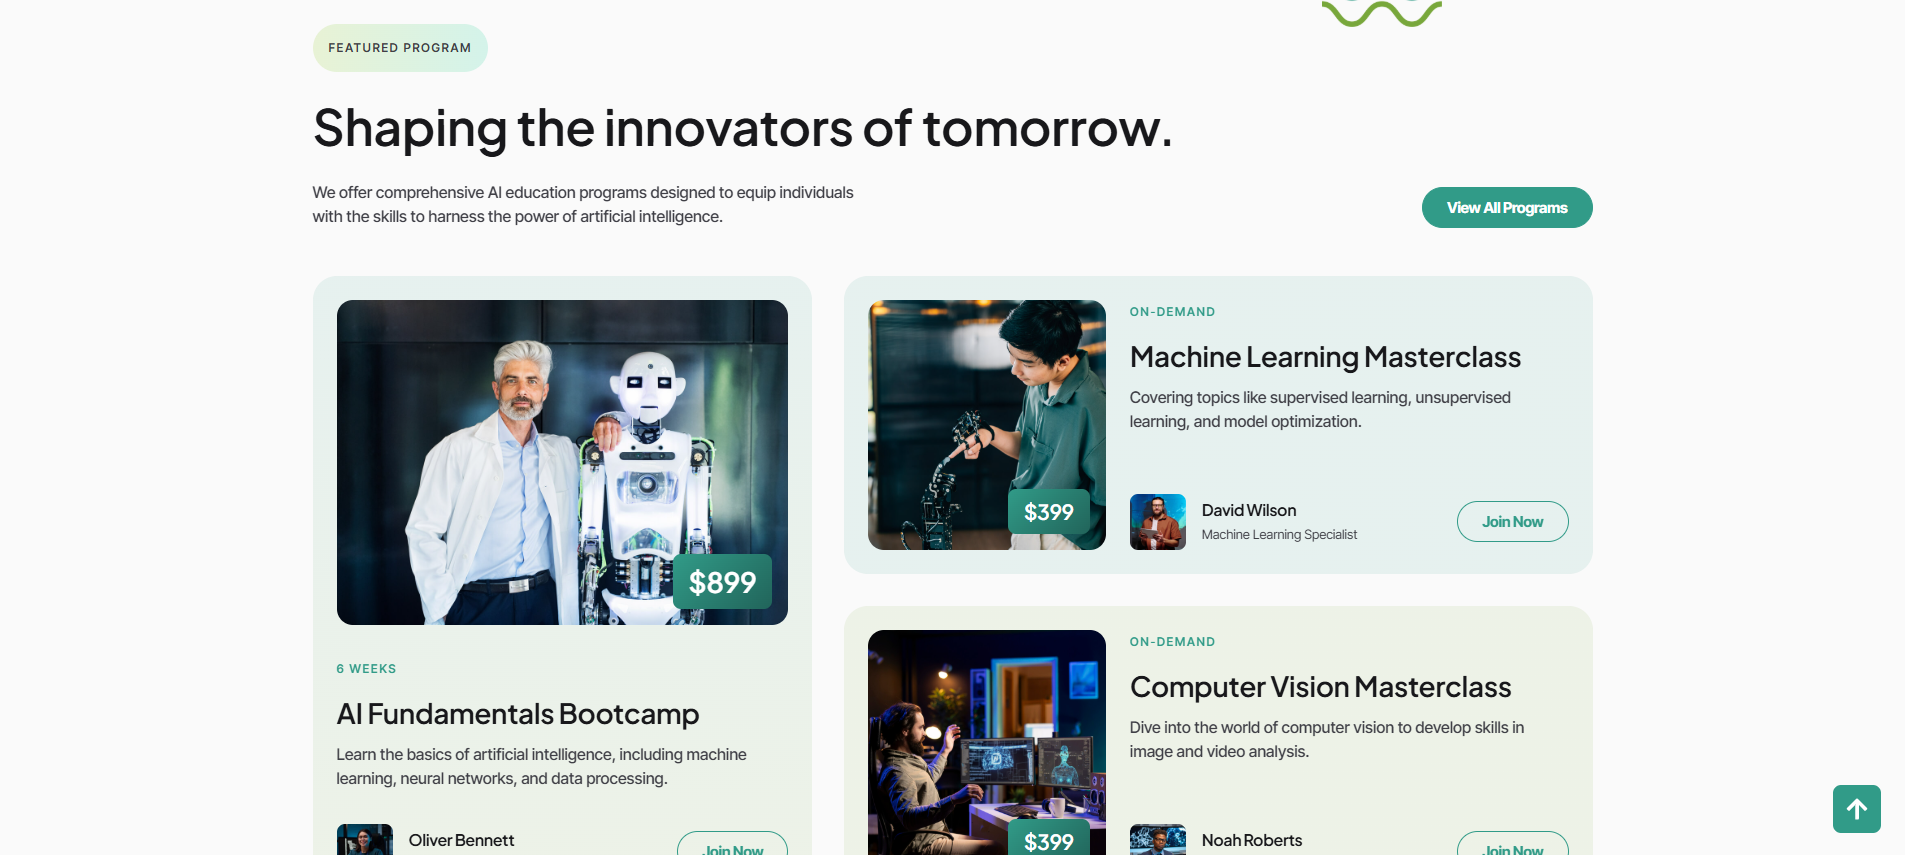 FEATURED PROGRAM
Shaping the innovators of tomorrow.
We offer comprehensive AI education programs designed to equip individuals
with the skills to harness the power of artificial intelligence.
View All Programs
$899
6 WEEKS
AI Fundamentals Bootcamp
Learn the basics of artificial intelligence, including machine
learning, neural networks, and data processing.
Oliver Bennett
Join Now
$399
ON-DEMAND
Machine Learning Masterclass
Covering topics like supervised learning, unsupervised
learning, and model optimization.
David Wilson
Machine Learning Specialist
Join Now
$399
ON-DEMAND
Computer Vision Masterclass
Dive into the world of computer vision to develop skills in
image and video analysis.
Noah Roberts
Join Now